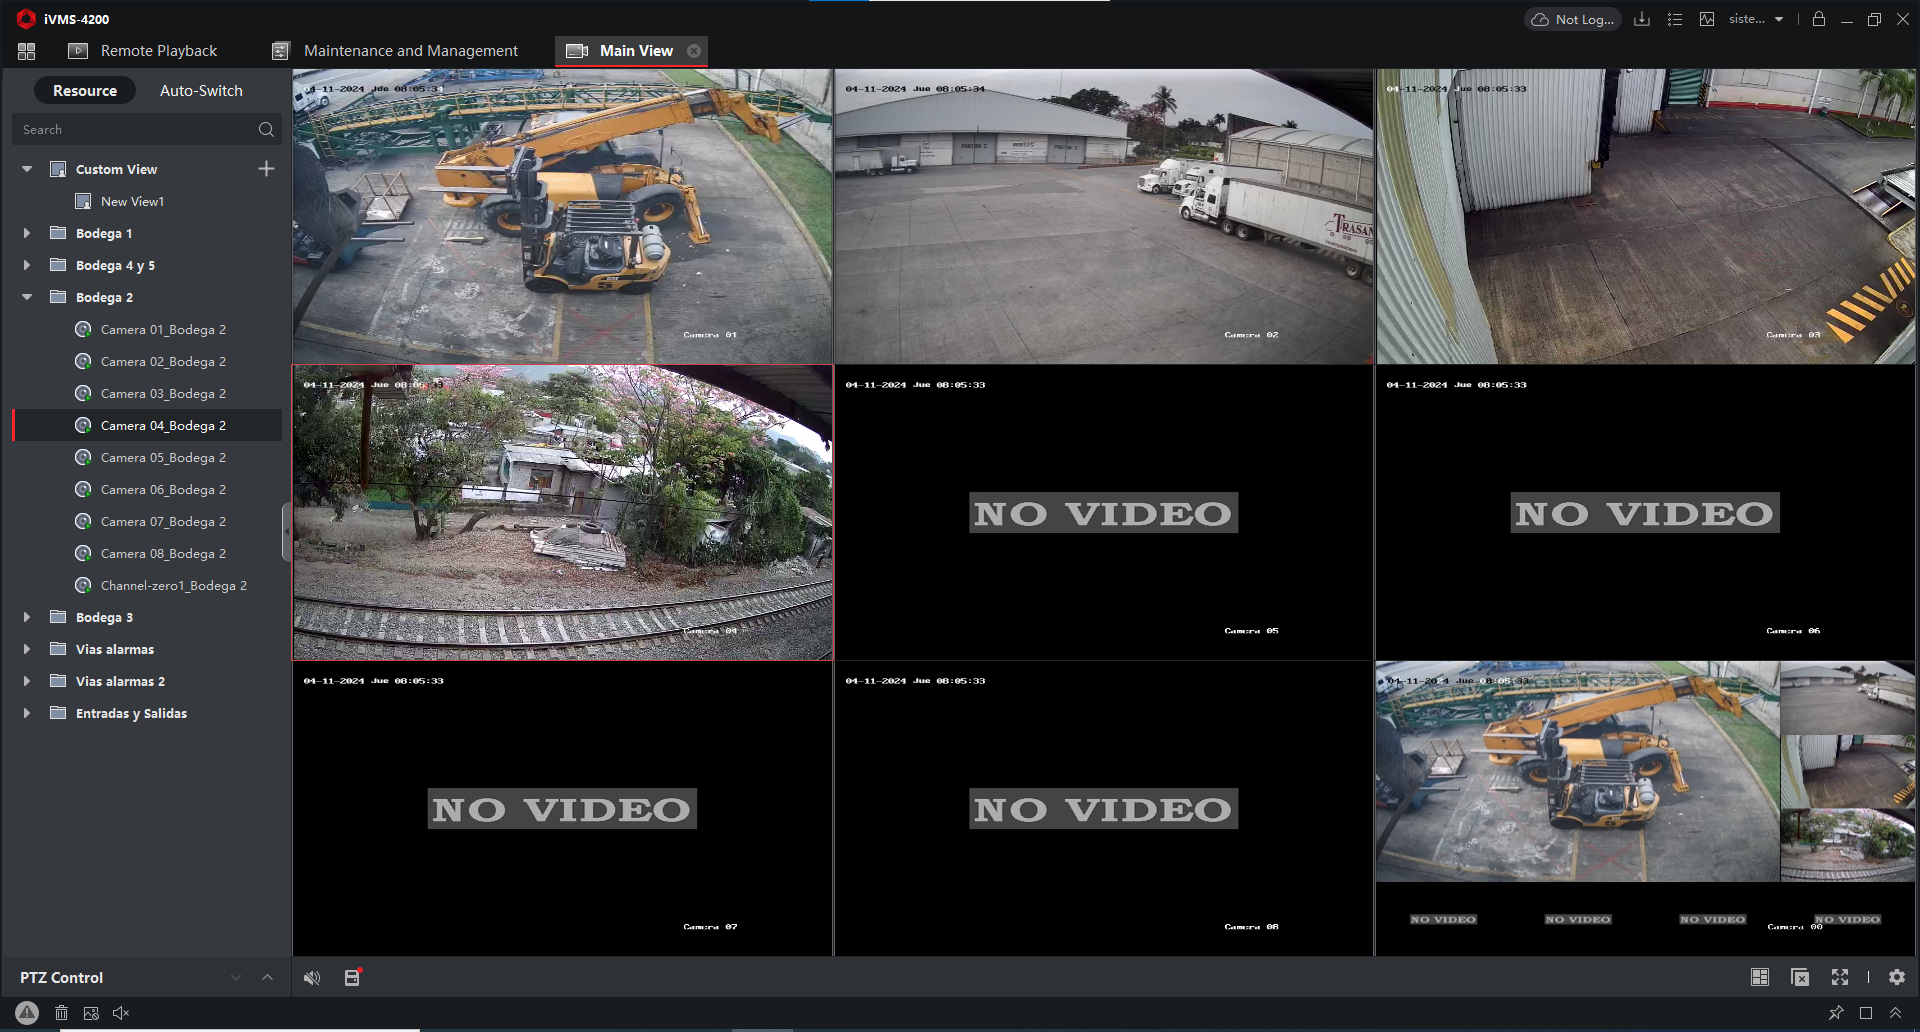 iVMS-4200
Not Log...
siste...
Remote Playback
Maintenance and Management
Main View
Resource
Auto-Switch
Search
Custom View
New View1
Bodega 1
Bodega 4 y 5
Bodega 2
Camera 01_Bodega 2
Camera 02_Bodega 2
Camera 03_Bodega 2
Camera 04_Bodega 2
Camera 05_Bodega 2
Camera 06_Bodega 2
Camera 07_Bodega 2
Camera 08_Bodega 2
Channel-zero1_Bodega 2
Bodega 3
Vias alarmas
Vias alarmas 2
Entradas y Salidas
PTZ Control
04-11-2024 Jue 08:05:34
5
Camera 01
04-11-2024 Jue 08:05:34
TRASAN
Camera 02
04-11-2024 Jue 08:05:33
Camera 03
04-11-2024 Jue 08:05:33
Camera 04
04-11-2024 Jue 08:05:33
NO VIDEO
Camera 05
04-11-2024 Jue 08:05:33
NO VIDEO
Camera 06
04-11-2024 Jue 08:05:33
NO VIDEO
Camera 07
04-11-2024 Jue 08:05:33
NO VIDEO
Camera 08
04-11-2024 Jue 08:05:33
NO VIDEO
NO VIDEO
NO VIDEO
NO VIDEO
Camera 00